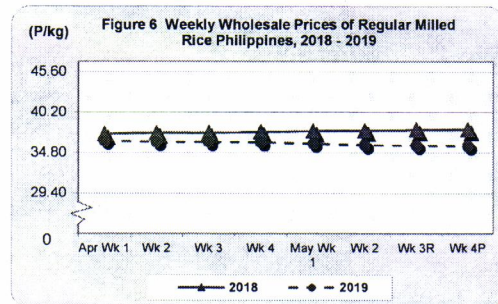 Figure 6 Weekly Wholesale Prices of Regular Milled
Rice Philippines, 2018 - 2019
(P/kg)
45.60
40.20
34.80
29.40
0
Apr Wk 1 Wk 2 Wk 3 Wk 4 May Wk 1 Wk 2 Wk 3R Wk 4P
2018 2019